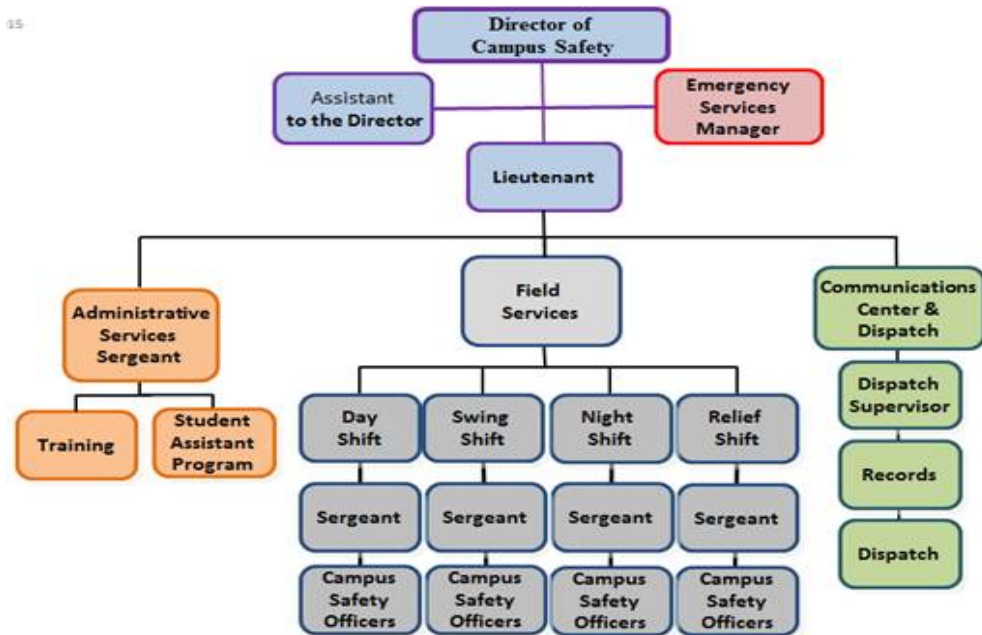 15
Director of
Campus Safety
Assistant
to the Director
Emergency
Services
Manager
Lieutenant
Administrative
Services
Sergeant
Field
Services
Communications
Center &
Dispatch
Training
Student
Assistant
Program
Day
Shift
Swing
Shift
Night
Shift
Relief
Shift
Dispatch
Supervisor
Sergeant
Sergeant
Sergeant
Sergeant
Records
Campus
Safety
Officers
Campus
Safety
Officers
Campus
Safety
Officers
Campus
Safety
Officers
Dispatch